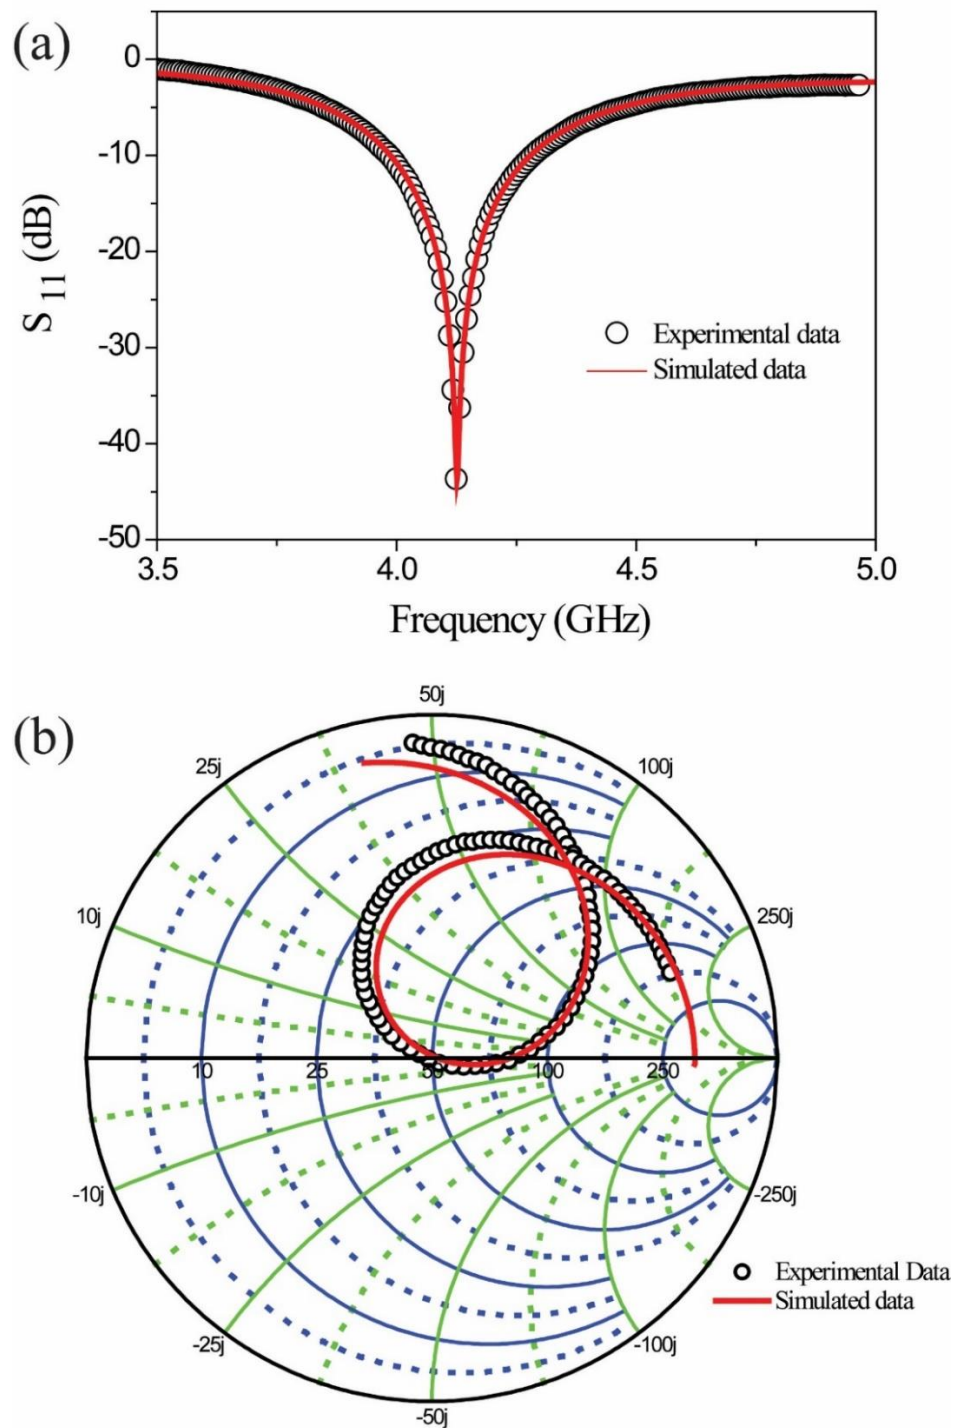 (a)
0
-10
-20
-30
-40
-50
S11 (dB)
Experimental data
Simulated data
3.5 4.0 4.5 5.0
Frequency (GHz)
(b)
50j
25j 100j
10j 250j
10 25 50 100 250
-10j -250j
-25j -100j
-50j
Experimental Data
Simulated data